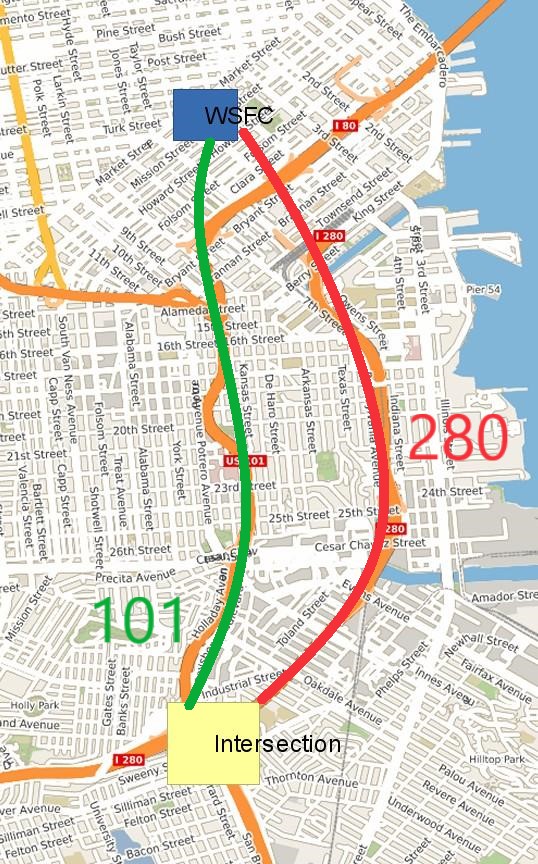 Spear Street
Pine Street
Post Street
The Embarcadero
Polk Street
Larkin Street
Taylor Street
Jones Street
Market Street
2nd Street
WSFC
Turk Street
I 80
2nd Street
3rd Street
Mission Street
Howard Street
Folsom Street
Clara Street
Bryant Street
Townsend Street
King Street
I 280
9th Street
10th Street
11th Street
Bryant Street
Berry Street
7th Street
Owens Street
4th Street
3rd Street
Pier 54
Alameda Street
15th Street
16th Street
16th Street
South Van Ness Avenue
Capp Street
Folsom Street
Alabama Street
Kansas Street
De Haro Street
Arkansas Street
Texas Street
Indiana Street
280
20th Street
York Street
Potrero Avenue
21st Street
US 101
23rd Street
24th Street
Valencia Street
Bartlett Street
Capp Street
Shotwell Street
Treat Avenue
Alabama Street
25th Street
25th Street
280
26th Street
Cesar Chavez Street
Precita Avenue
Evans Avenue
Amador Street
Mission Street
101
Holladay Avenue
Toland Street
Newhall Street
Fairfax Avenue
Phelps Street
Innes Avenue
Gates Street
Banks Street
Industrial Street
Oakdale Avenue
Holly Park
Intersection
I 280
Sweeny
Thornton Avenue
Hilltop Park
Palou Avenue
Revere Avenue
Underwood Avenue
Silliman Street
Felton Street
Silliman Street
Felton Street
Bacon Street